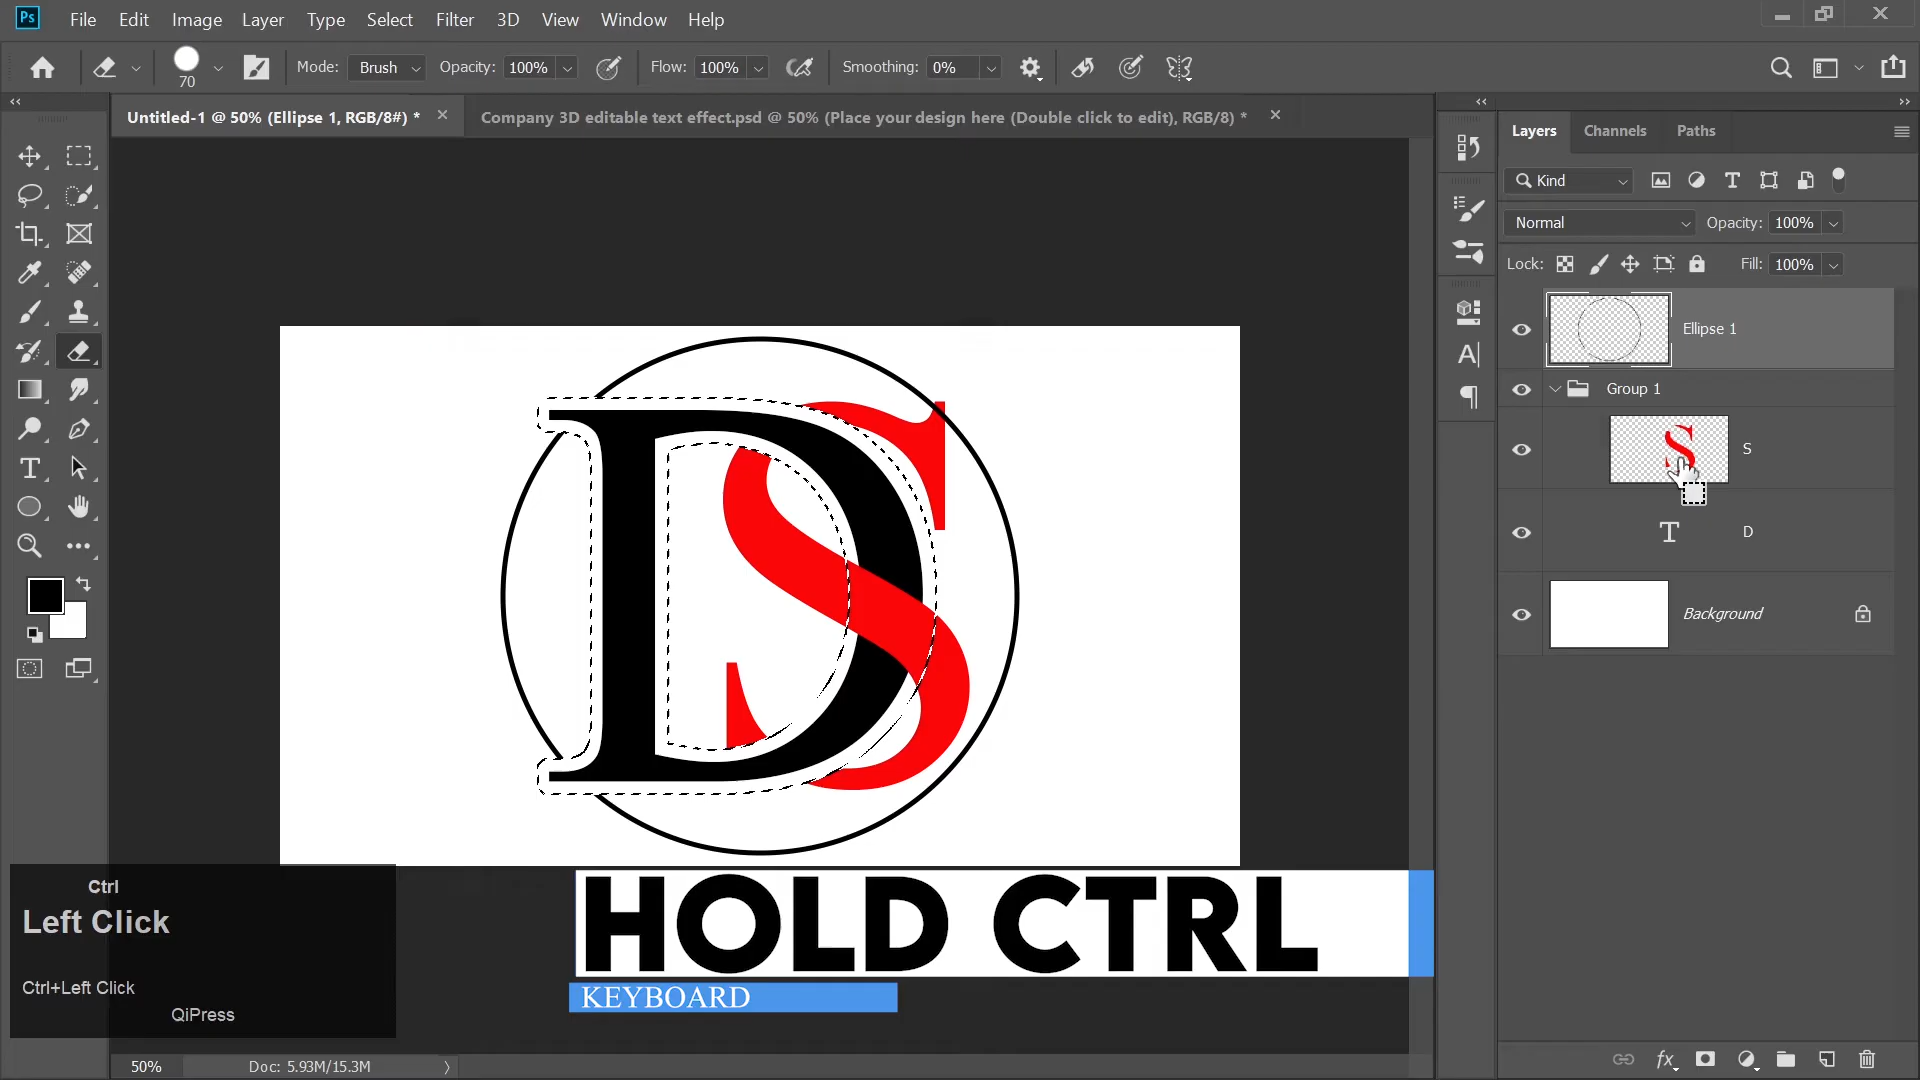 Ps File Edit Image Layer Type Select Filter 3D View Window Help
70 Mode: Brush Opacity: 100% Flow: 100% Smoothing: 0%
Untitled-1 @ 50% (Ellipse 1, RGB/8#) *
Company 3D editable text effect.psd @ 50% (Place your design here (Double click to edit), RGB/8) *
Layers Channels Paths
Kind
Normal Opacity: 100%
Lock: Fill: 100%
Ellipse 1
Group 1
S
D
Background
DS
HOLD CTRL
KEYBOARD
Ctrl
Left Click
Ctrl+Left Click
QiPress
50% Doc: 5.93M/15.3M